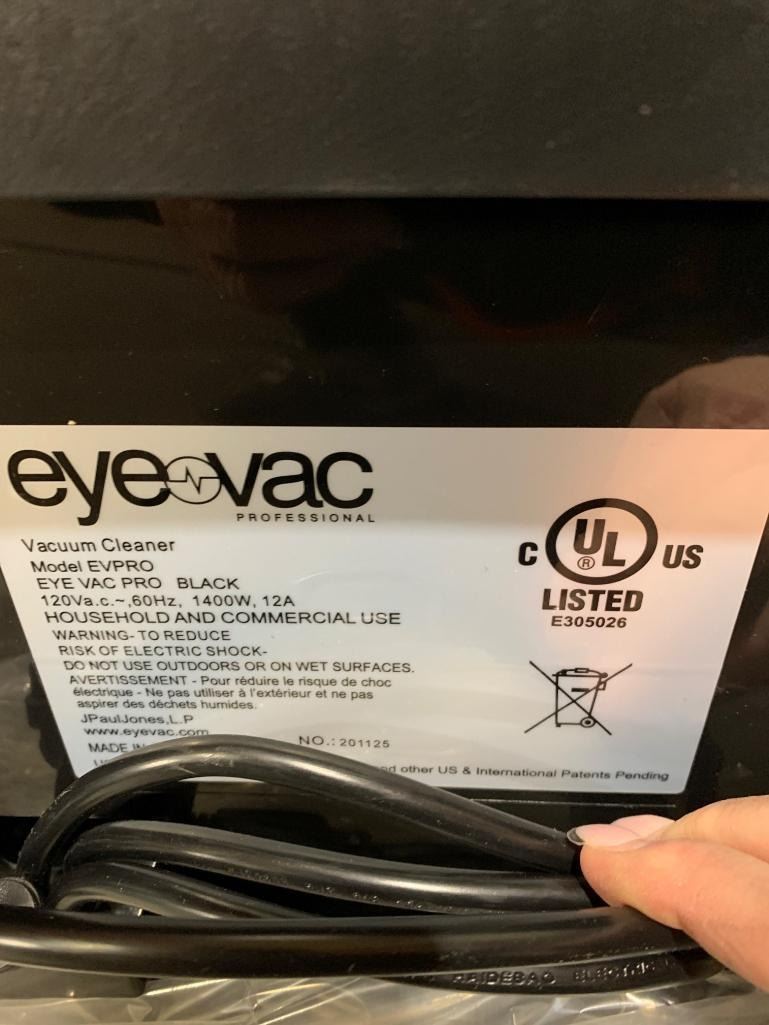 eyevac
PROFESSIONAL
Vacuum Cleaner
Model EVPRO
EYE VAC PRO BLACK
120Va.c.~,60Hz, 1400W, 12A
HOUSEHOLD AND COMMERCIAL USE
WARNING- TO REDUCE
RISK OF ELECTRIC SHOCK-
DO NOT USE OUTDOORS OR ON WET SURFACES.
AVERTISSEMENT - Pour réduire le risque de choc
électrique - Ne pas utiliser à l'extérieur et ne pas
aspirer des déchets humides.
JPaulJones,L.P
www.eyevac.com
MADE IN
NO.: 201125
other US & International Patents Pending
C UL ® US
LISTED
E305026